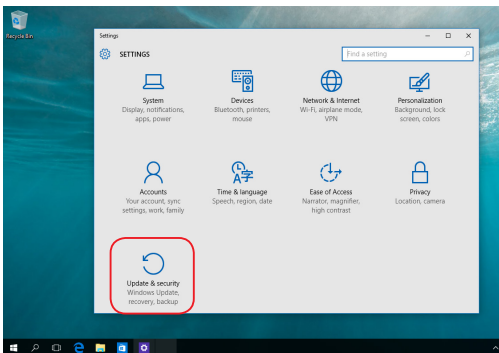 Recycle Bin
Settings
SETTINGS
Find a setting
System
Display, notifications,
apps, power
Devices
Bluetooth, printers,
mouse
Network & Internet
Wi-Fi, airplane mode,
VPN
Personalization
Background, lock
screen, colors
Accounts
Your account, sync
settings, work, family
Time & language
Speech, region, date
Ease of Access
Narrator, magnifier,
high contrast
Privacy
Location, camera
Update & security
Windows Update,
recovery, backup